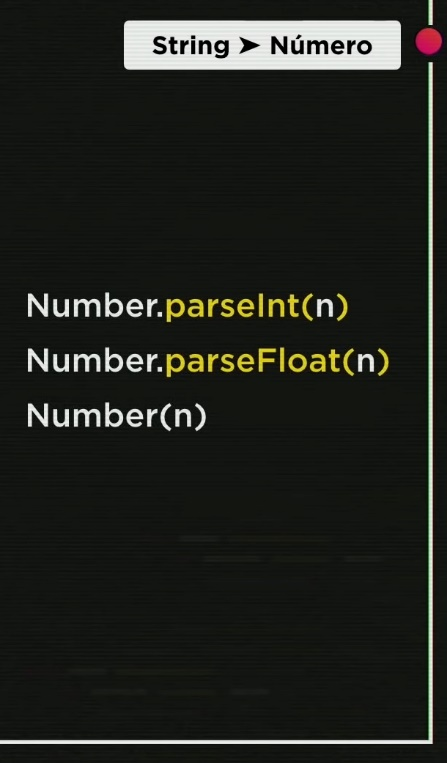 String ➤ Número
Number.parseInt(n)
Number.parseFloat(n)
Number(n)